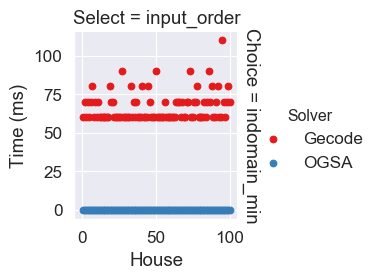 Select = input_order
Time (ms)
100
75
50
25
0
0
50
100
House
Choice = indomain_min
Solver
Gecode
OGSA